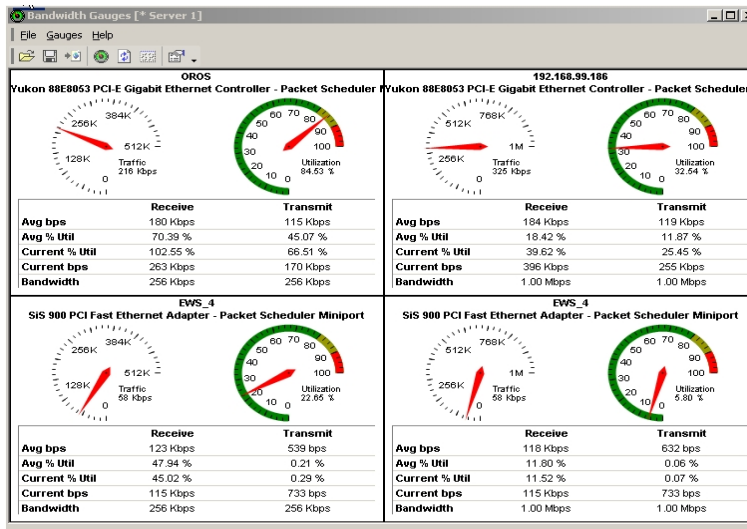 Bandwidth Gauges [* Server 1]
File Gauges Help
OROS
Yukon 88E8053 PCI-E Gigabit Ethernet Controller - Packet Scheduler
384K
256K
512K
128K
0
Traffic
216 Kbps
60 70
50 80
40 90
30 100
20
10 0
Utilization
84.53 %
Receive Transmit
Avg bps 180 Kbps 115 Kbps
Avg % Util 70.39 % 45.07 %
Current % Util 102.55 % 66.51 %
Current bps 263 Kbps 170 Kbps
Bandwidth 256 Kbps 256 Kbps
192.168.99.186
Yukon 88E8053 PCI-E Gigabit Ethernet Controller - Packet Scheduler
768K
512K
1M
256K
0
Traffic
325 Kbps
60 70
50 80
40 90
30 100
20
10 0
Utilization
32.54 %
Receive Transmit
Avg bps 184 Kbps 119 Kbps
Avg % Util 18.42 % 11.87 %
Current % Util 39.62 % 25.45 %
Current bps 396 Kbps 255 Kbps
Bandwidth 1.00 Mbps 1.00 Mbps
EWS_4
SiS 900 PCI Fast Ethernet Adapter - Packet Scheduler Miniport
384K
256K
512K
128K
0
Traffic
58 Kbps
60 70
50 80
40 90
30 100
20
10 0
Utilization
22.65 %
Receive Transmit
Avg bps 123 Kbps 539 bps
Avg % Util 47.94 % 0.21 %
Current % Util 45.02 % 0.29 %
Current bps 115 Kbps 733 bps
Bandwidth 256 Kbps 256 Kbps
EWS_4
SiS 900 PCI Fast Ethernet Adapter - Packet Scheduler Miniport
768K
512K
1M
256K
0
Traffic
58 Kbps
60 70
50 80
40 90
30 100
20
10 0
Utilization
5.80 %
Receive Transmit
Avg bps 118 Kbps 632 bps
Avg % Util 11.80 % 0.06 %
Current % Util 11.52 % 0.07 %
Current bps 115 Kbps 733 bps
Bandwidth 1.00 Mbps 1.00 Mbps